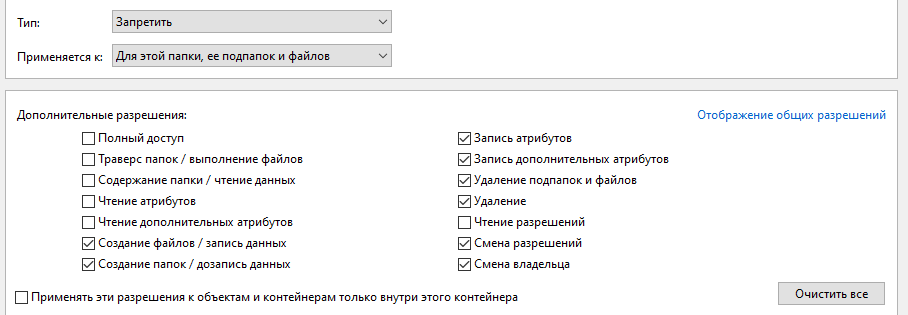 Тип: Запретить
Применяется к: Для этой папки, ее подпапок и файлов
Дополнительные разрешения: Отображение общих разрешений
Полный доступ Запись атрибутов
Траверс папок / выполнение файлов Запись дополнительных атрибутов
Содержание папки / чтение данных Удаление подпапок и файлов
Чтение атрибутов Удаление
Чтение дополнительных атрибутов Чтение разрешений
Создание файлов / запись данных Смена разрешений
Создание папок / дозапись данных Смена владельца
Применять эти разрешения к объектам и контейнерам только внутри этого контейнера Очистить все